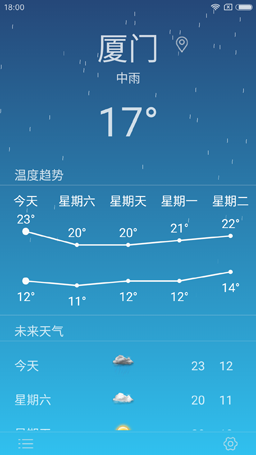 18:00
厦门
中雨
17°
温度趋势
今天 星期六 星期天 星期一 星期二
23° 20° 20° 21° 22°
12° 11° 12° 12° 14°
未来天气
今天 23 12
星期六 20 11